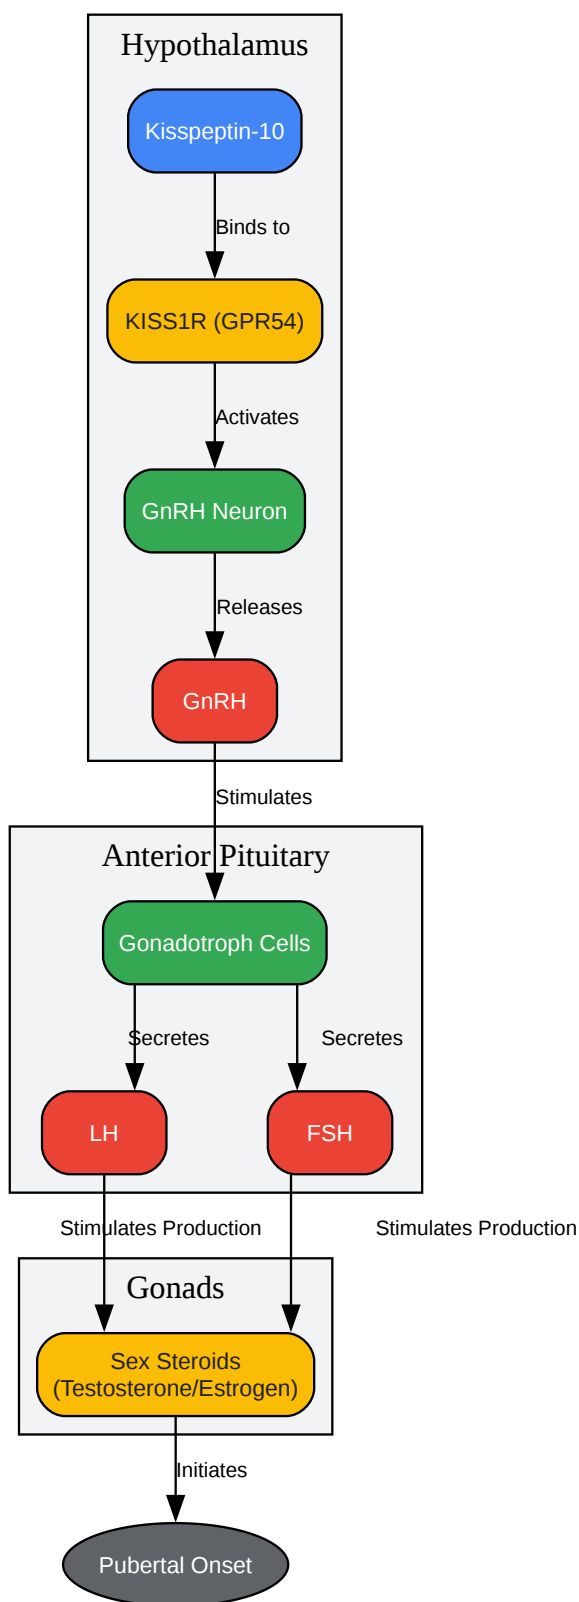 Hypothalamus
Kisspeptin-10
Binds to
KISS1R (GPR54)
Activates
GnRH Neuron
Releases
GnRH
Stimulates
Anterior Pituitary
Gonadotroph Cells
Secretes
Secretes
LH
FSH
Stimulates Production
Stimulates Production
Gonads
Sex Steroids
(Testosterone/Estrogen)
Initiates
Pubertal Onset